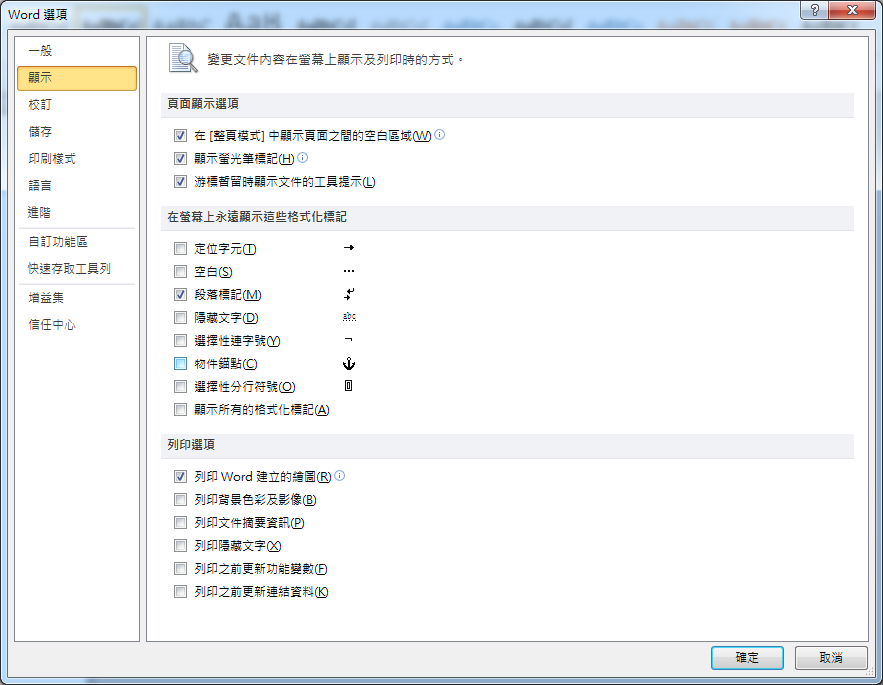 Word 選項
一般
顯示
校訂
儲存
印刷樣式
語言
進階
自訂功能區
快速存取工具列
增益集
信任中心
變更文件內容在螢幕上顯示及列印時的方式。
頁面顯示選項
在 [整頁模式] 中顯示頁面之間的空白區域(W)
顯示螢光筆標記(H)
游標暫留時顯示文件的工具提示(L)
在螢幕上永遠顯示這些格式化標記
定位字元(T)
空白(S)
段落標記(M)
隱藏文字(D) abc
選擇性連字號(Y)
物件錨點(C)
選擇性分行符號(O)
顯示所有的格式化標記(A)
列印選項
列印 Word 建立的繪圖(R)
列印背景色彩及影像(B)
列印文件摘要資訊(P)
列印隱藏文字(X)
列印之前更新功能變數(F)
列印之前更新連結資料(K)
確定 取消